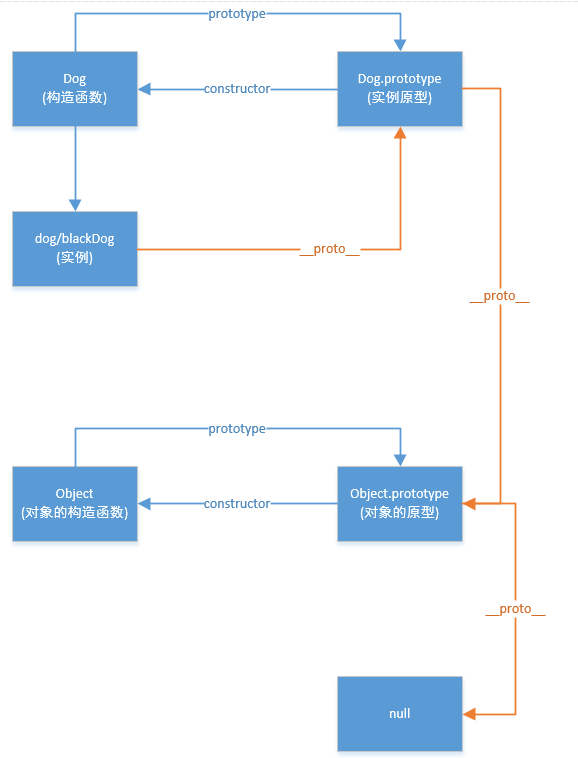 prototype
Dog
(构造函数)
constructor
Dog.prototype
(实例原型)
dog/blackDog
(实例)
__proto__
__proto__
prototype
Object
(对象的构造函数)
constructor
Object.prototype
(对象的原型)
__proto__
null